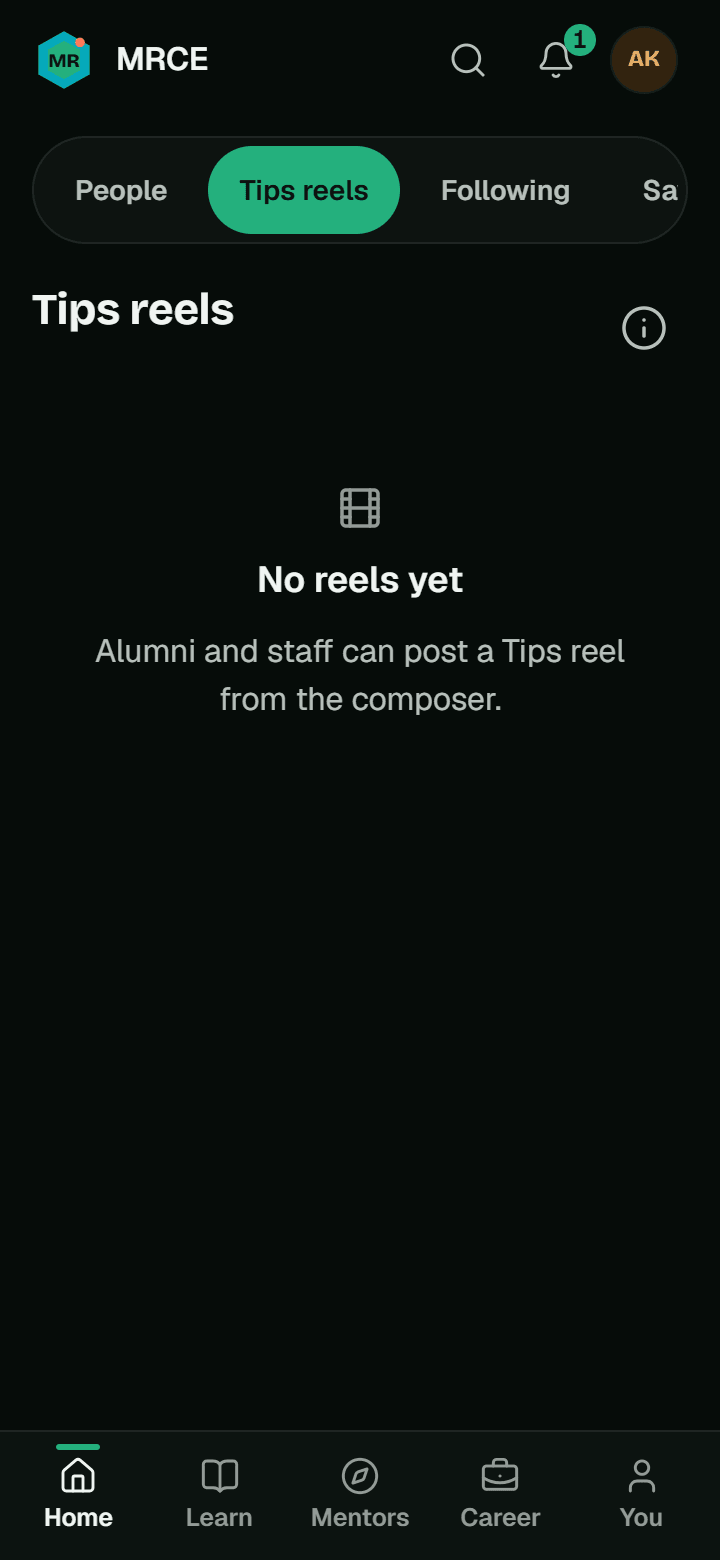 MR
MRCE
1
AK
People
Tips reels
Following
Sa
Tips reels
No reels yet
Alumni and staff can post a Tips reel
from the composer.
Home
Learn
Mentors
Career
You